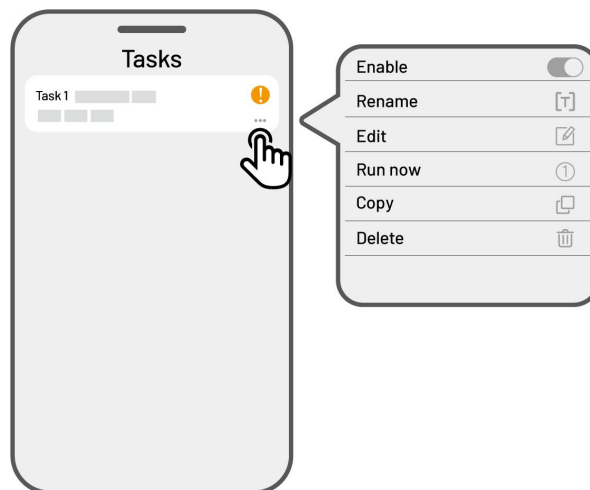 Tasks
Task 1
Enable
Rename
Edit
Run now
Copy
Delete